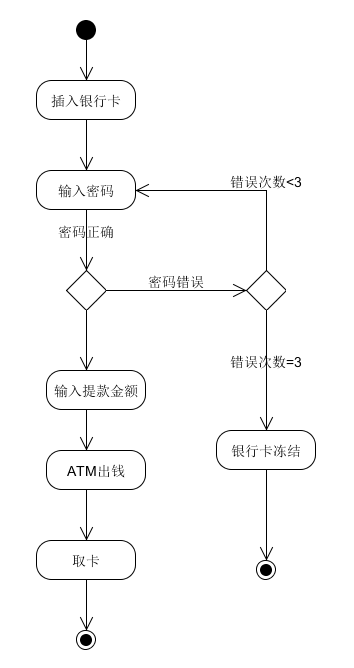 插入银行卡
输入密码
错误次数<3
密码正确
密码错误
错误次数=3
输入提款金额
银行卡冻结
ATM出钱
取卡